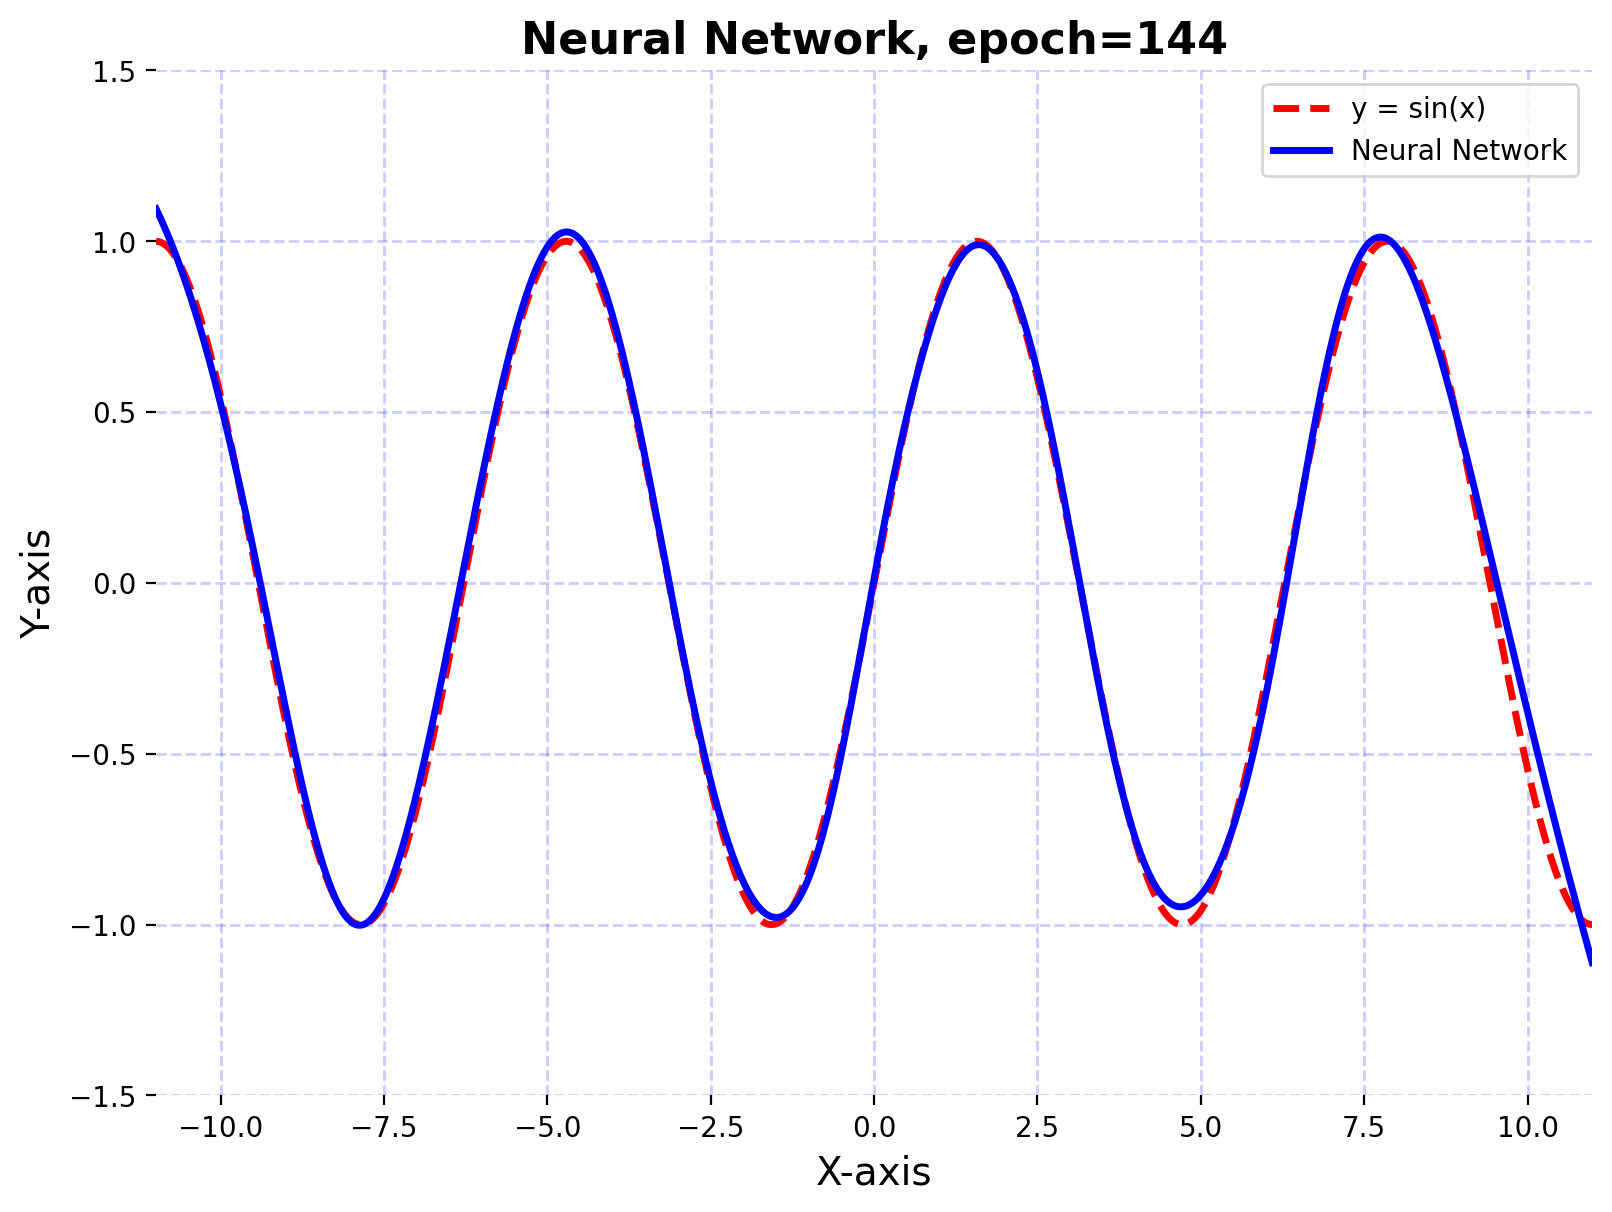 Neural Network, epoch=144
y = sin(x)
Neural Network
1.5
1.0
0.5
0.0
−0.5
−1.0
−1.5
Y-axis
−10.0 −7.5 −5.0 −2.5 0.0 2.5 5.0 7.5 10.0
X-axis